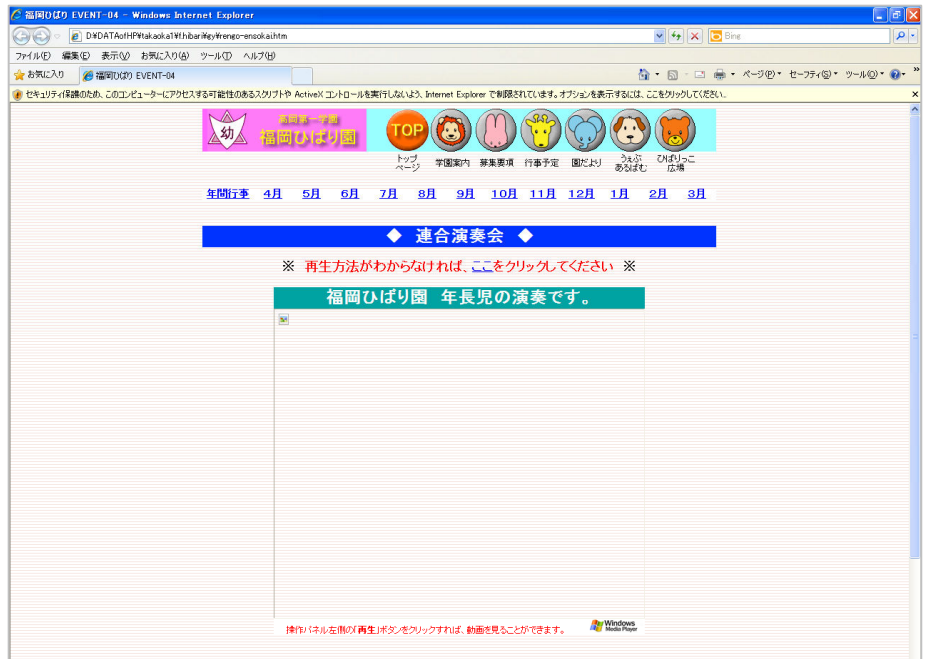 福岡ひばり EVENT-04 - Windows Internet Explorer
D:¥DATAofHP¥takaoka1¥f.hibari¥gy¥rengo-ensokai.htm
Bing
ファイル(F) 編集(E) 表示(V) お気に入り(A) ツール(T) ヘルプ(H)
お気に入り 福岡ひばり EVENT-04 ページ(P) セーフティ(S) ツール(O)
セキュリティ保護のため、このコンピューターにアクセスする可能性のあるスクリプトや ActiveX コントロールを実行しないよう、Internet Explorer で制限されています。オプションを表示するには、ここをクリックしてください。
幼 高岡第一学園
福岡ひばり園
TOP
トップページ 学園案内 募集要項 行事予定 園だより うぇぶあるばむ ひばりっこ広場
年間行事 4月 5月 6月 7月 8月 9月 10月 11月 12月 1月 2月 3月
◆ 連合演奏会 ◆
※ 再生方法がわからなければ、ここをクリックしてください ※
福岡ひばり園 年長児の演奏です。
操作パネル左側の「再生」ボタンをクリックすれば、動画を見ることができます。
Windows Media Player